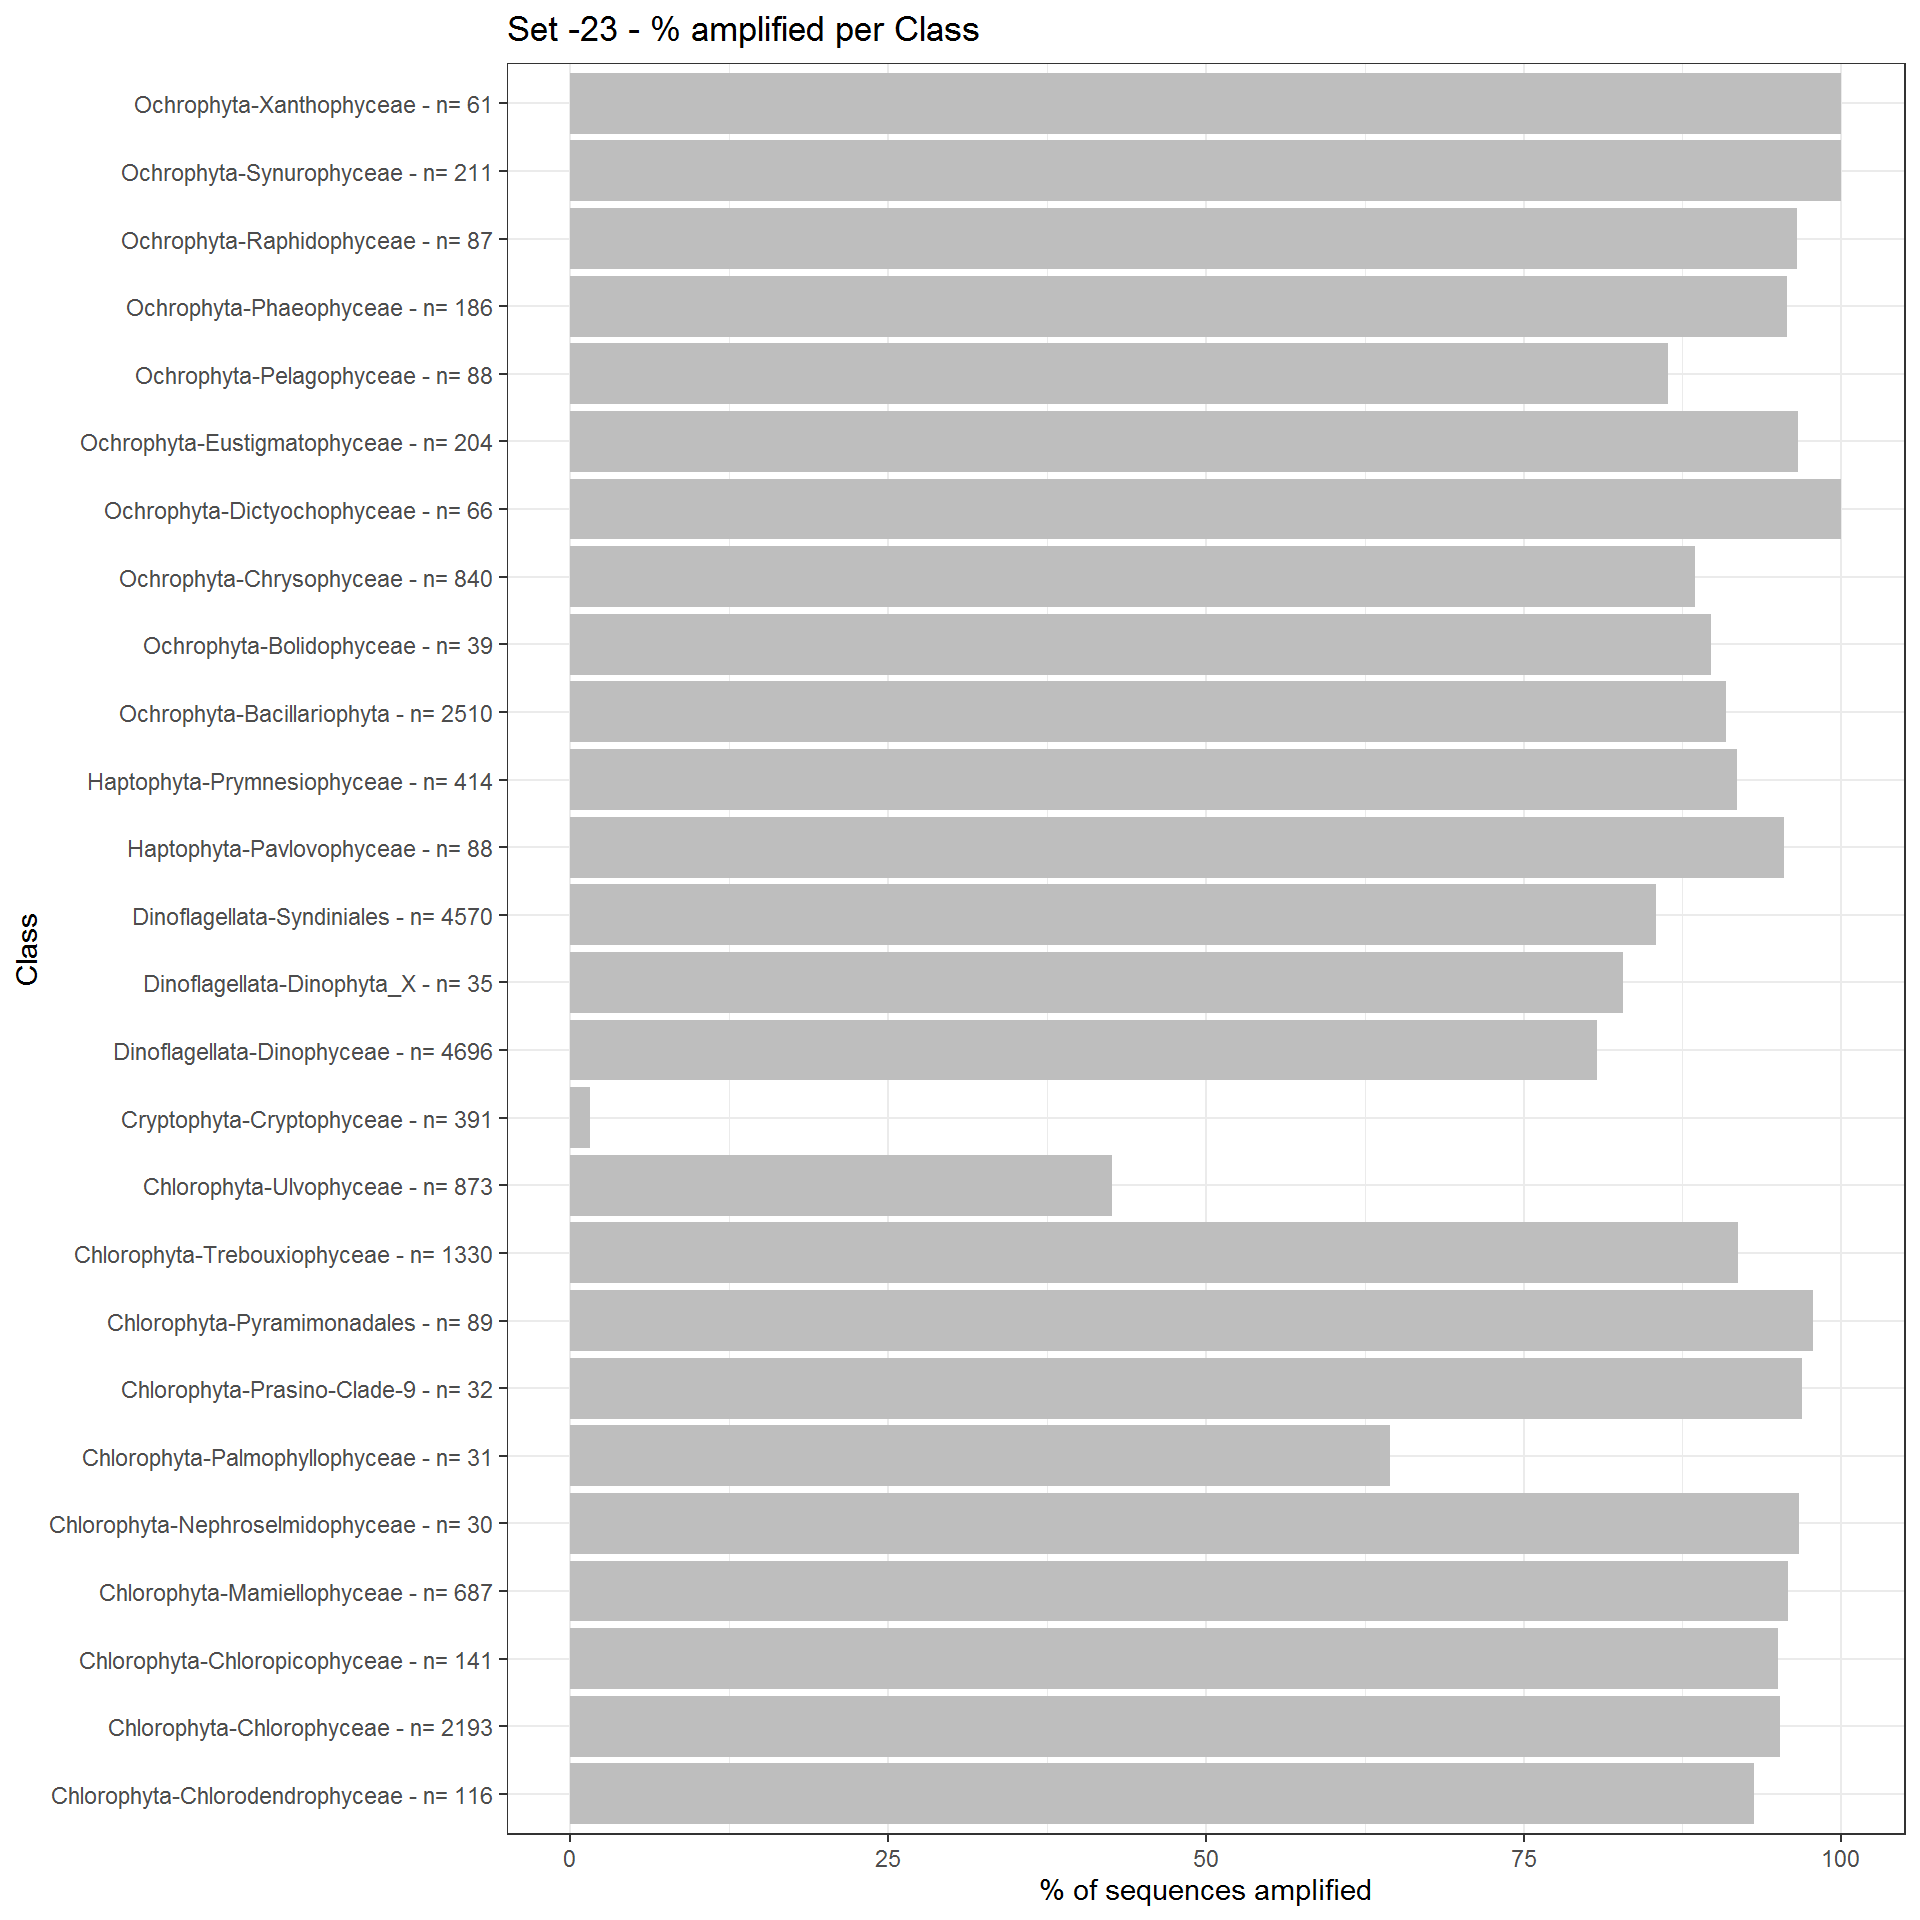 Set -23 - % amplified per Class
Ochrophyta-Xanthophyceae - n= 61
Ochrophyta-Synurophyceae - n= 211
Ochrophyta-Raphidophyceae - n= 87
Ochrophyta-Phaeophyceae - n= 186
Ochrophyta-Pelagophyceae - n= 88
Ochrophyta-Eustigmatophyceae - n= 204
Ochrophyta-Dictyochophyceae - n= 66
Ochrophyta-Chrysophyceae - n= 840
Ochrophyta-Bolidophyceae - n= 39
Ochrophyta-Bacillariophyta - n= 2510
Haptophyta-Prymnesiophyceae - n= 414
Haptophyta-Pavlovophyceae - n= 88
Dinoflagellata-Syndiniales - n= 4570
Dinoflagellata-Dinophyta_X - n= 35
Dinoflagellata-Dinophyceae - n= 4696
Cryptophyta-Cryptophyceae - n= 391
Chlorophyta-Ulvophyceae - n= 873
Chlorophyta-Trebouxiophyceae - n= 1330
Chlorophyta-Pyramimonadales - n= 89
Chlorophyta-Prasino-Clade-9 - n= 32
Chlorophyta-Palmophyllophyceae - n= 31
Chlorophyta-Nephroselmidophyceae - n= 30
Chlorophyta-Mamiellophyceae - n= 687
Chlorophyta-Chloropicophyceae - n= 141
Chlorophyta-Chlorophyceae - n= 2193
Chlorophyta-Chlorodendrophyceae - n= 116
Class
0 25 50 75 100
% of sequences amplified